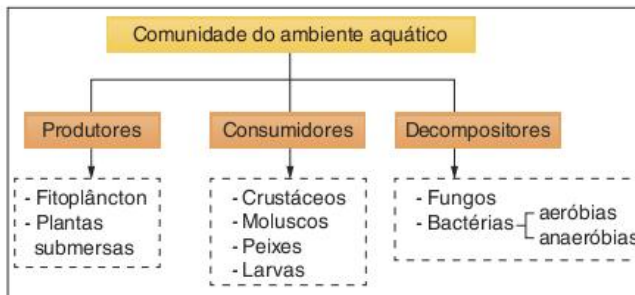 Comunidade do ambiente aquático
Produtores
Consumidores
Decompositores
- Fitoplâncton
- Plantas
submersas
- Crustáceos
- Moluscos
- Peixes
- Larvas
- Fungos
- Bactérias
aeróbias
anaeróbias